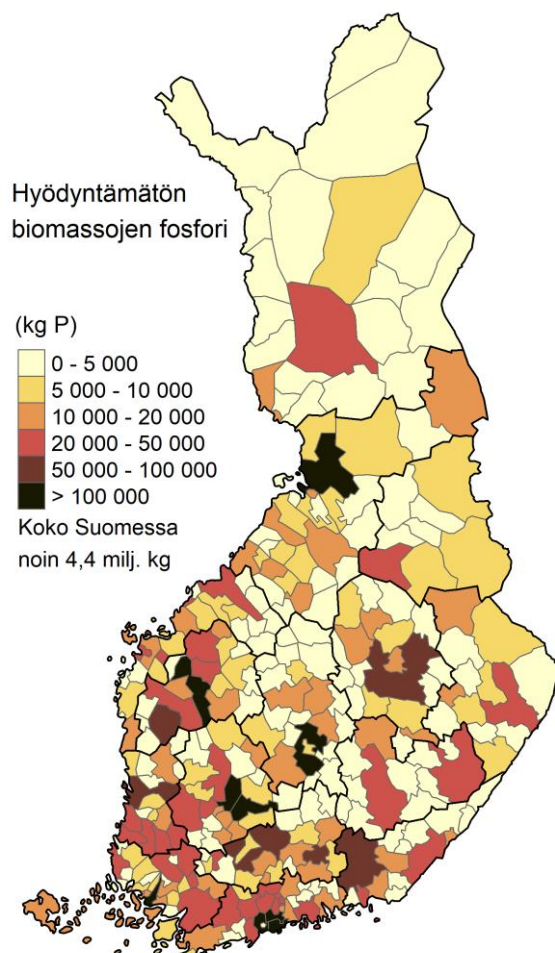 Hyödyntämätön
biomassojen fosfori
(kg P)
0 - 5 000
5 000 - 10 000
10 000 - 20 000
20 000 - 50 000
50 000 - 100 000
> 100 000
Koko Suomessa
noin 4,4 milj. kg